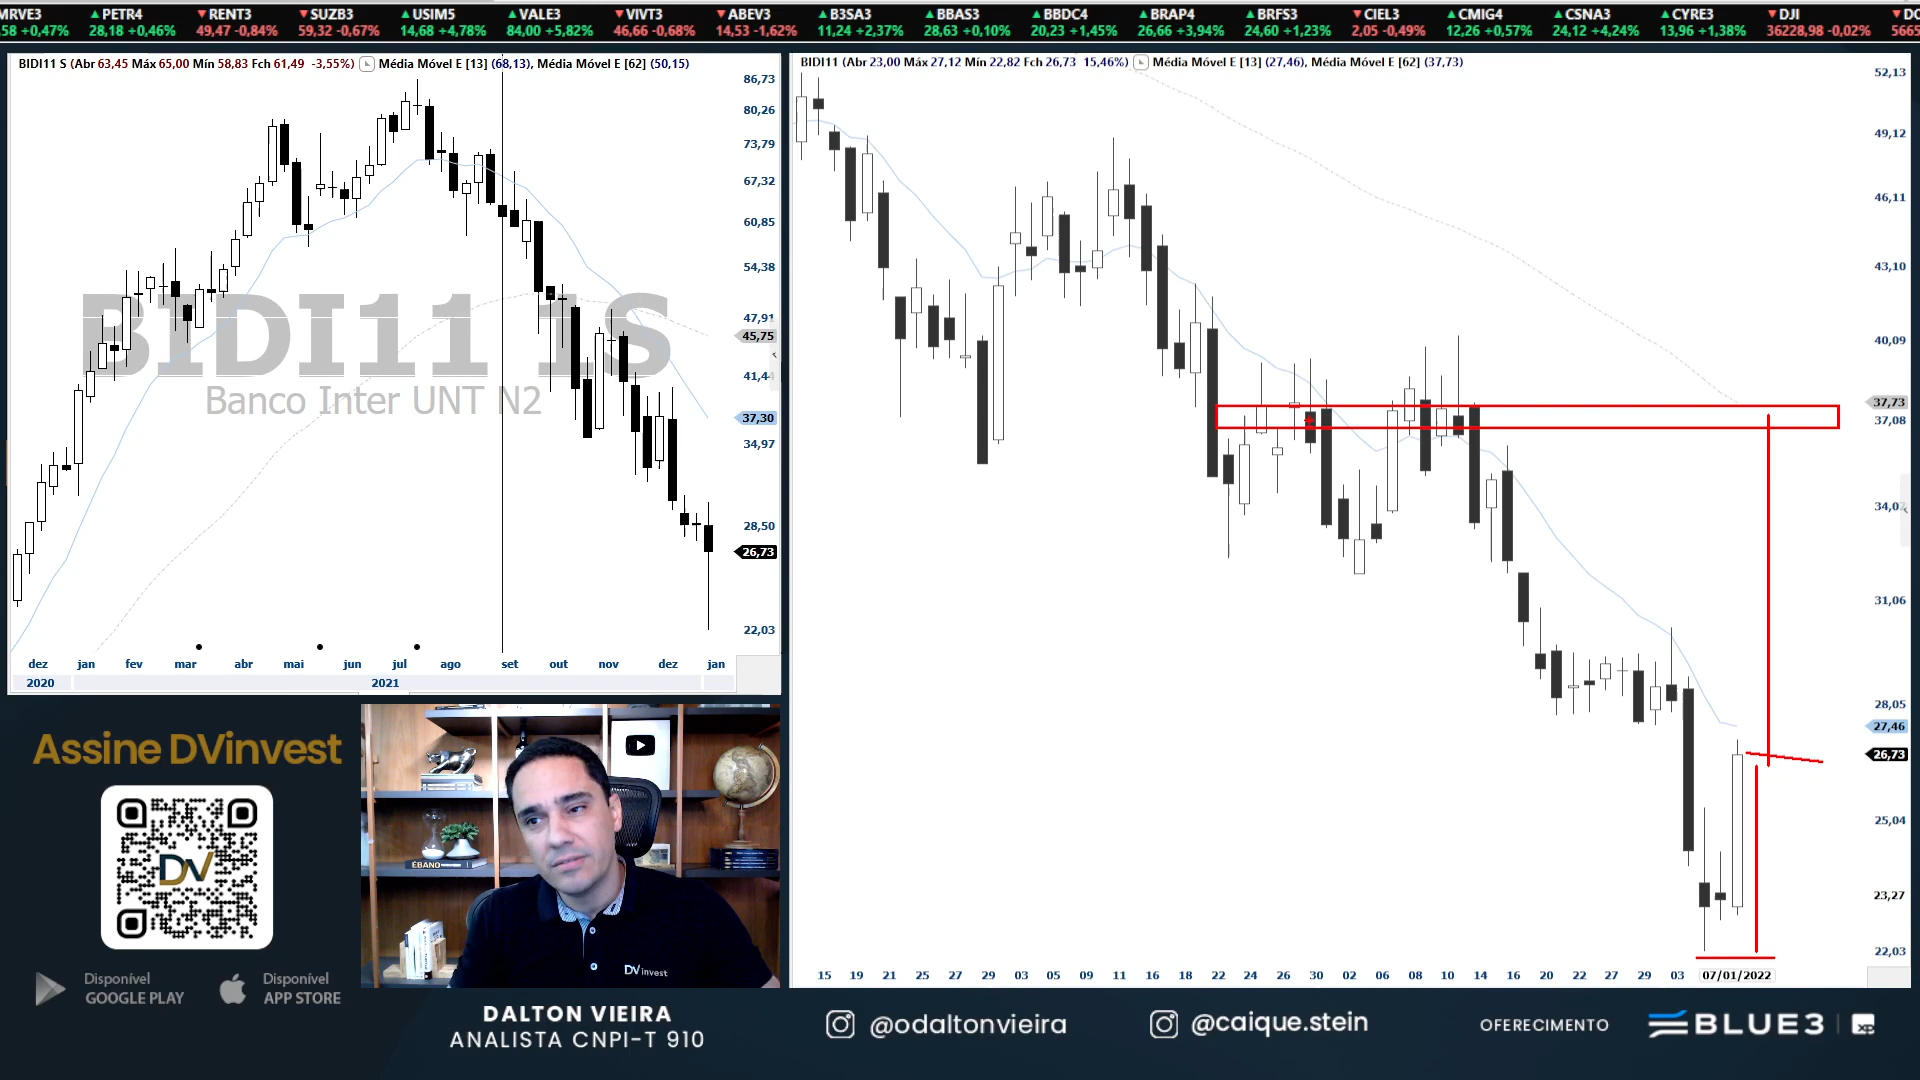 MRVE3 ▲PETR4 ▼RENT3 ▼SUZB3 ▲USIM5 ▲VALE3 ▼VIVT3 ▼ABEV3 ▲B3SA3 ▲BBAS3 ▲BBDC4 ▲BRAP4 ▲BRFS3 ▼CIEL3 ▲CMIG4 ▲CSNA3 ▲CYRE3 ▼DJI
,58 +0,47% 28,18 +0,46% 49,47 -0,84% 59,32 -0,67% 14,68 +4,78% 84,00 +5,82% 46,66 -0,68% 14,53 -1,62% 11,24 +2,37% 28,63 +0,10% 20,23 +1,45% 26,66 +3,94% 24,60 +1,23% 2,05 -0,49% 12,26 +0,57% 24,12 +4,24% 13,96 +1,38% 36228,98 -0,02% 5665
BIDI11 S (Abr 63,45 Máx 65,00 Mín 58,83 Fch 61,49 -3,55%) Média Móvel E [13] (68,13), Média Móvel E [62] (50,15)
86,73
80,26
73,79
67,32
60,85
54,38
47,91
45,75
41,44
37,30
34,97
28,50
26,73
22,03
BIDI11 1S
Banco Inter UNT N2
dez jan fev mar abr mai jun jul ago set out nov dez jan
2020 2021
BIDI11 (Abr 23,00 Máx 27,12 Mín 22,82 Fch 26,73 15,46%) Média Móvel E [13] (27,46), Média Móvel E [62] (37,73)
52,13
49,12
46,11
43,10
40,09
37,73
37,08
34,07
31,06
28,05
27,46
26,73
25,04
23,27
22,03
15 19 21 25 27 29 03 05 09 11 16 18 22 24 26 30 02 06 08 10 14 16 20 22 27 29 03 07/01/2022
Assine DVinvest
DV
Disponível
GOOGLE PLAY
Disponível
APP STORE
ÉBANO
DV invest
DALTON VIEIRA
ANALISTA CNPI-T 910
@odaltonvieira
@caique.stein
OFERECIMENTO
BLUE3 | xp